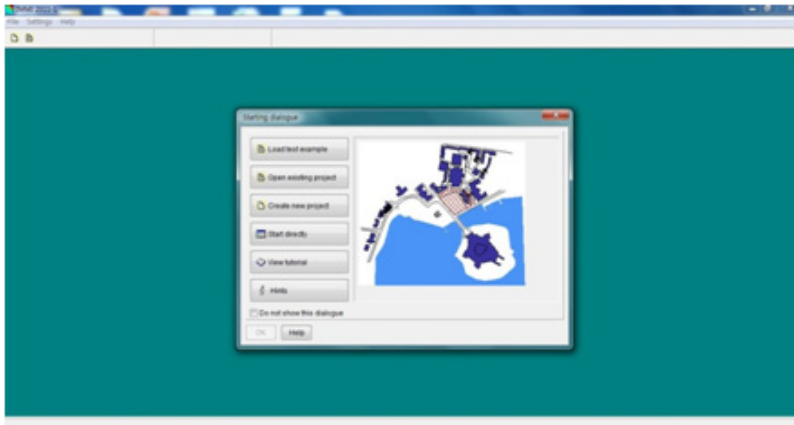 File Settings Help
Starting dialogue
Load test example
Open existing project
Create new project
Start directly
View tutorial
Hints
Do not show this dialogue
OK Help